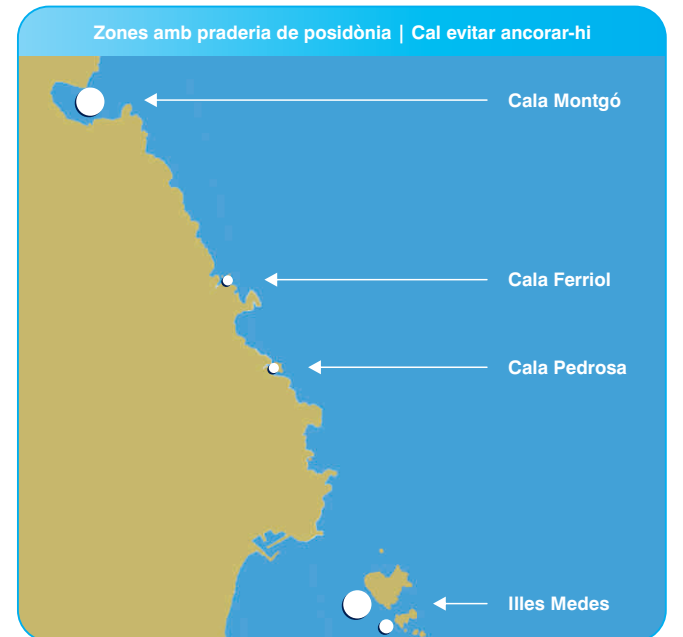 Zones amb praderia de posidònia | Cal evitar ancorar-hi
Cala Montgó
Cala Ferriol
Cala Pedrosa
Illes Medes